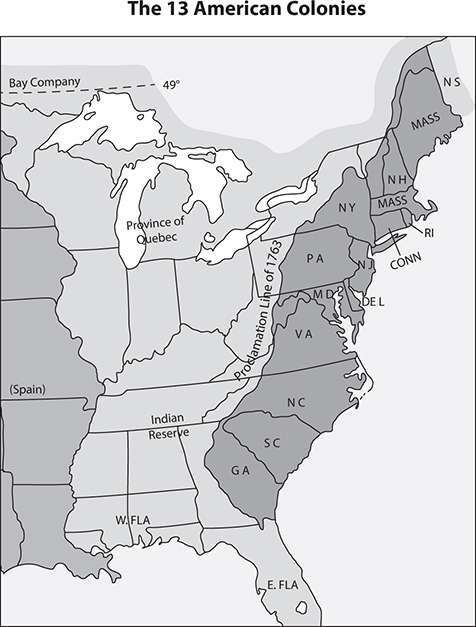 The 13 American Colonies
Bay Company
49°
N S
MASS
N H
MASS
N Y
RI
CONN
Province of
Quebec
P A
N J
Proclamation Line of 1763
M D
DE L
V A
(Spain)
N C
Indian
Reserve
S C
G A
W. FLA
E. FLA